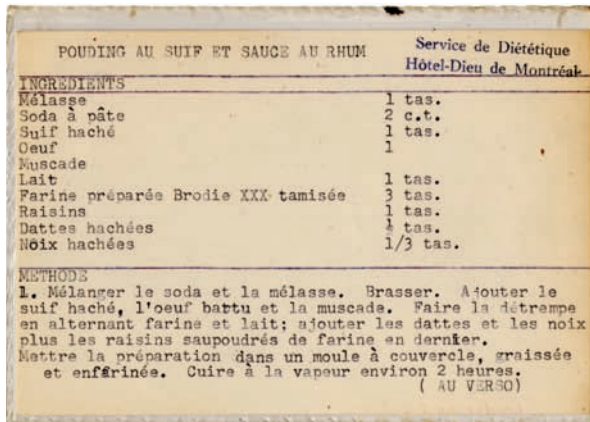 POUDING AU SUIF ET SAUCE AU RHUM
Service de Diététique
Hôtel-Dieu de Montréal
INGREDIENTS
Mélasse 1 tas.
Soda à pâte 2 c.t.
Suif haché 1 tas.
Oeuf 1
Muscade
Lait 1 tas.
Farine préparée Brodie XXX tamisée 3 tas.
Raisins 1 tas.
Dattes hachées ½ tas.
Noix hachées 1/3 tas.
METHODE
1. Mélanger le soda et la mélasse. Brasser. Ajouter le
suif haché, l'oeuf battu et la muscade. Faire la détrempe
en alternant farine et lait; ajouter les dattes et les noix
plus les raisins saupoudrés de farine en dernier.
Mettre la préparation dans un moule à couvercle, graissée
et enfarinée. Cuire à la vapeur environ 2 heures.
( AU VERSO)